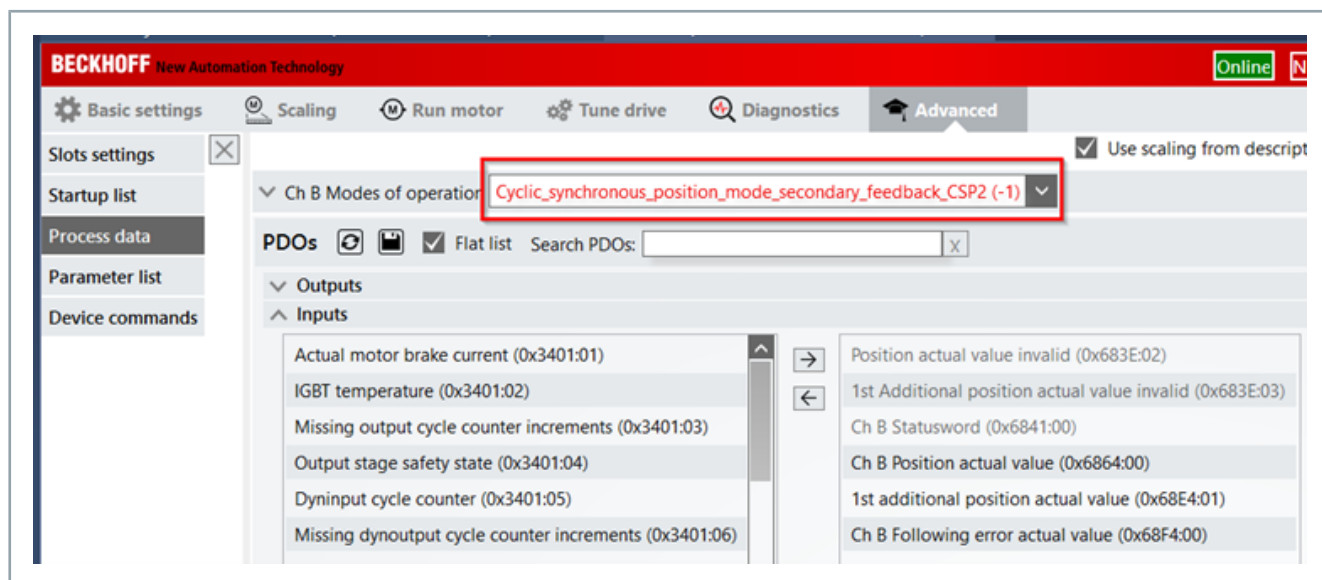 BECKHOFF New Automation Technology
Online
Basic settings
Scaling
Run motor
Tune drive
Diagnostics
Advanced
Slots settings
Use scaling from descript
Startup list
Ch B Modes of operation
Cyclic_synchronous_position_mode_secondary_feedback_CSP2 (-1)
Process data
PDOs
Flat list
Search PDOs:
X
Parameter list
Outputs
Device commands
Inputs
Actual motor brake current (0x3401:01)
IGBT temperature (0x3401:02)
Missing output cycle counter increments (0x3401:03)
Output stage safety state (0x3401:04)
Dyninput cycle counter (0x3401:05)
Missing dynoutput cycle counter increments (0x3401:06)
Position actual value invalid (0x683E:02)
1st Additional position actual value invalid (0x683E:03)
Ch B Statusword (0x6841:00)
Ch B Position actual value (0x6864:00)
1st additional position actual value (0x68E4:01)
Ch B Following error actual value (0x68F4:00)